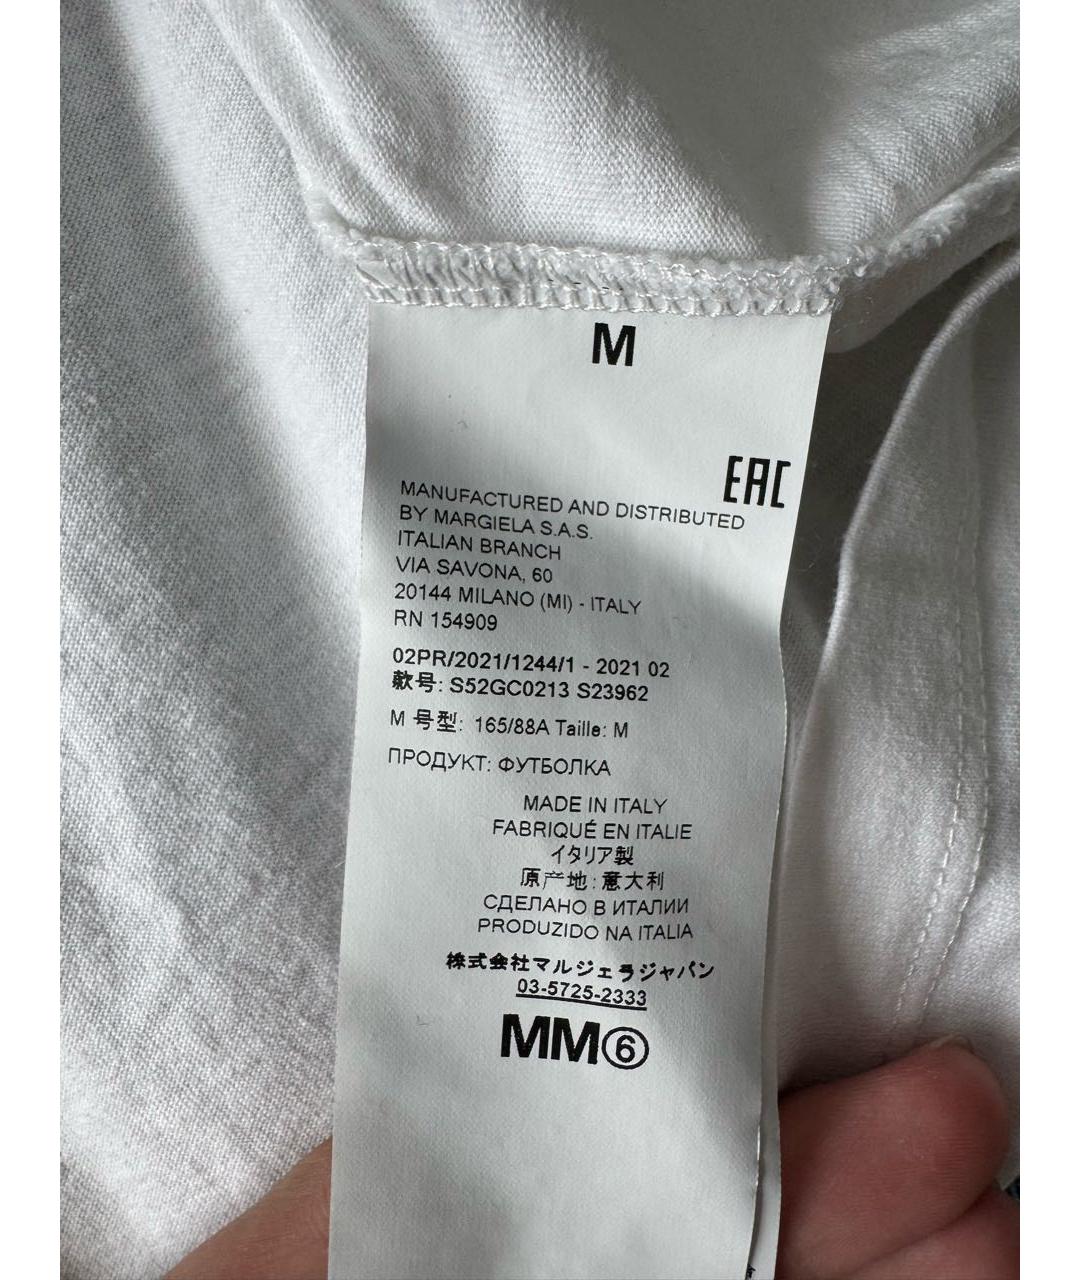 M
EAC
MANUFACTURED AND DISTRIBUTED
BY MARGIELA S.A.S.
ITALIAN BRANCH
VIA SAVONA, 60
20144 MILANO (MI) - ITALY
RN 154909
02PR/2021/1244/1 - 2021 02
款号: S52GC0213 S23962
M 号型: 165/88A Taille: M
ПРОДУКТ: ФУТБОЛКА
MADE IN ITALY
FABRIQUÉ EN ITALIE
イタリア製
原产地: 意大利
СДЕЛАНО В ИТАЛИИ
PRODUZIDO NA ITALIA
株式会社マルジェラジャパン
03-5725-2333
MM⑥